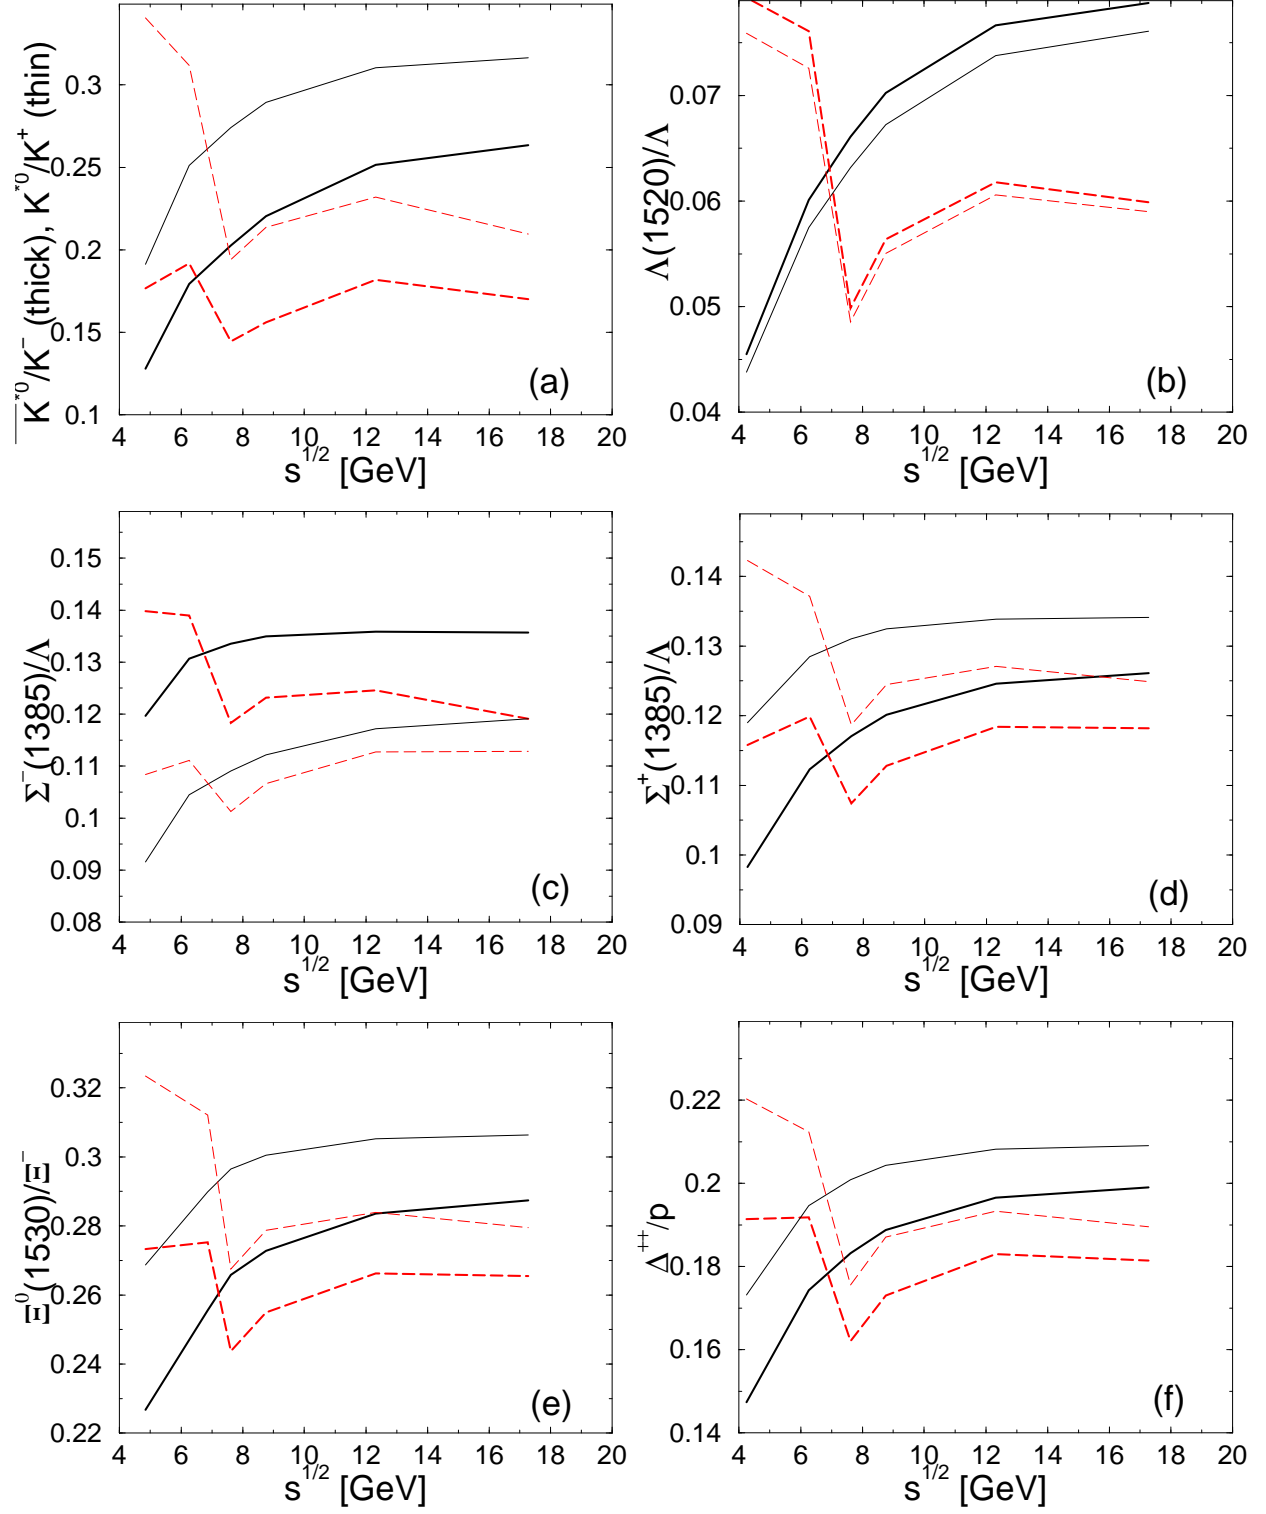 K*0/K− (thick), K*0/K+ (thin)
0.3
0.25
0.2
0.15
0.1
4 6 8 10 12 14 16 18 20
s1/2 [GeV]
(a)
Λ(1520)/Λ
0.07
0.06
0.05
0.04
4 6 8 10 12 14 16 18 20
s1/2 [GeV]
(b)
Σ−(1385)/Λ
0.15
0.14
0.13
0.12
0.11
0.1
0.09
0.08
4 6 8 10 12 14 16 18 20
s1/2 [GeV]
(c)
Σ+(1385)/Λ
0.14
0.13
0.12
0.11
0.1
0.09
4 6 8 10 12 14 16 18 20
s1/2 [GeV]
(d)
Ξ0(1530)/Ξ−
0.32
0.3
0.28
0.26
0.24
0.22
4 6 8 10 12 14 16 18 20
s1/2 [GeV]
(e)
Δ++/p
0.22
0.2
0.18
0.16
0.14
4 6 8 10 12 14 16 18 20
s1/2 [GeV]
(f)